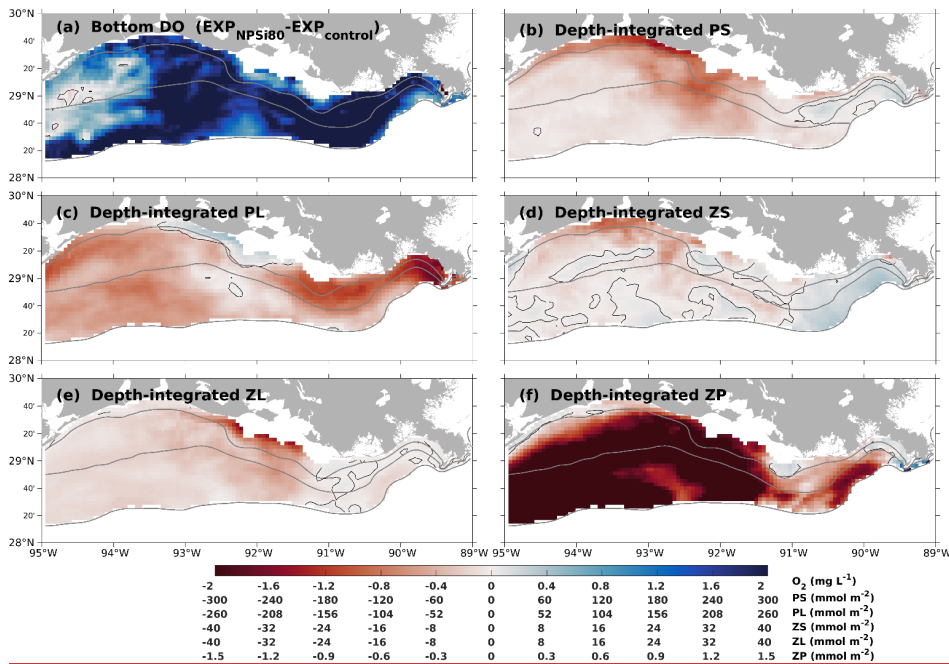 30°N
40'
20'
29°N
40'
20'
28°N
(a) Bottom DO (EXP_NPSi80-EXP_control)
(b) Depth-integrated PS
30°N
40'
20'
29°N
40'
20'
28°N
(c) Depth-integrated PL
(d) Depth-integrated ZS
30°N
40'
20'
29°N
40'
20'
28°N
(e) Depth-integrated ZL
(f) Depth-integrated ZP
95°W 94°W 93°W 92°W 91°W 90°W 89°W
95°W 94°W 93°W 92°W 91°W 90°W 89°W
-2 -1.6 -1.2 -0.8 -0.4 0 0.4 0.8 1.2 1.6 2 O2 (mg L-1)
-300 -240 -180 -120 -60 0 60 120 180 240 300 PS (mmol m-2)
-260 -208 -156 -104 -52 0 52 104 156 208 260 PL (mmol m-2)
-40 -32 -24 -16 -8 0 8 16 24 32 40 ZS (mmol m-2)
-40 -32 -24 -16 -8 0 8 16 24 32 40 ZL (mmol m-2)
-1.5 -1.2 -0.9 -0.6 -0.3 0 0.3 0.6 0.9 1.2 1.5 ZP (mmol m-2)